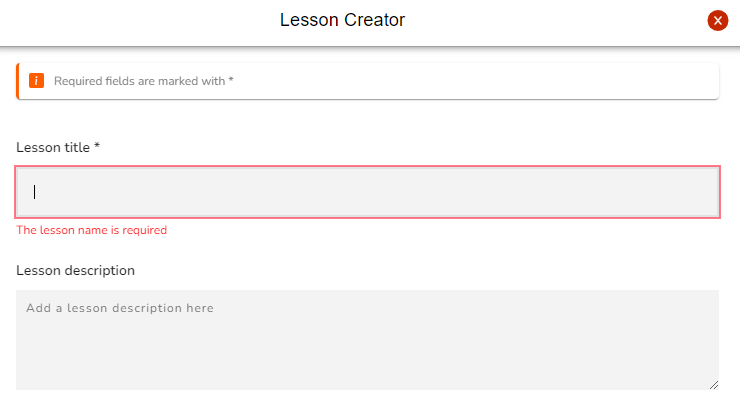 Lesson Creator
Required fields are marked with *
Lesson title *
The lesson name is required
Lesson description
Add a lesson description here